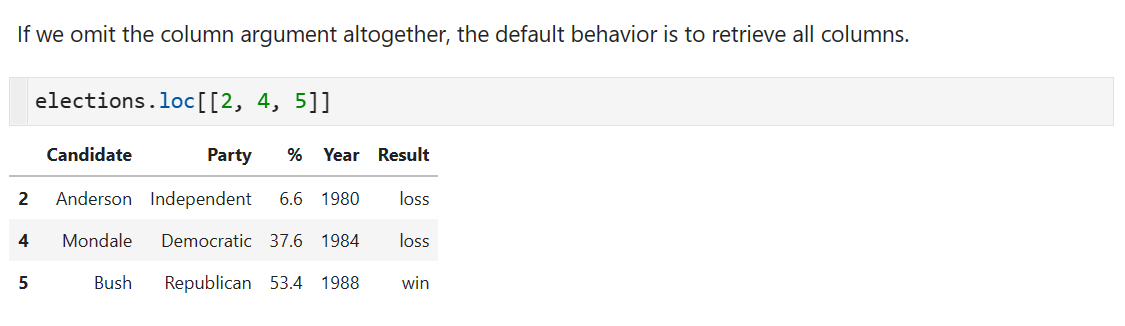 If we omit the column argument altogether, the default behavior is to retrieve all columns.
elections.loc[[2, 4, 5]]
Candidate Party % Year Result
2 Anderson Independent 6.6 1980 loss
4 Mondale Democratic 37.6 1984 loss
5 Bush Republican 53.4 1988 win